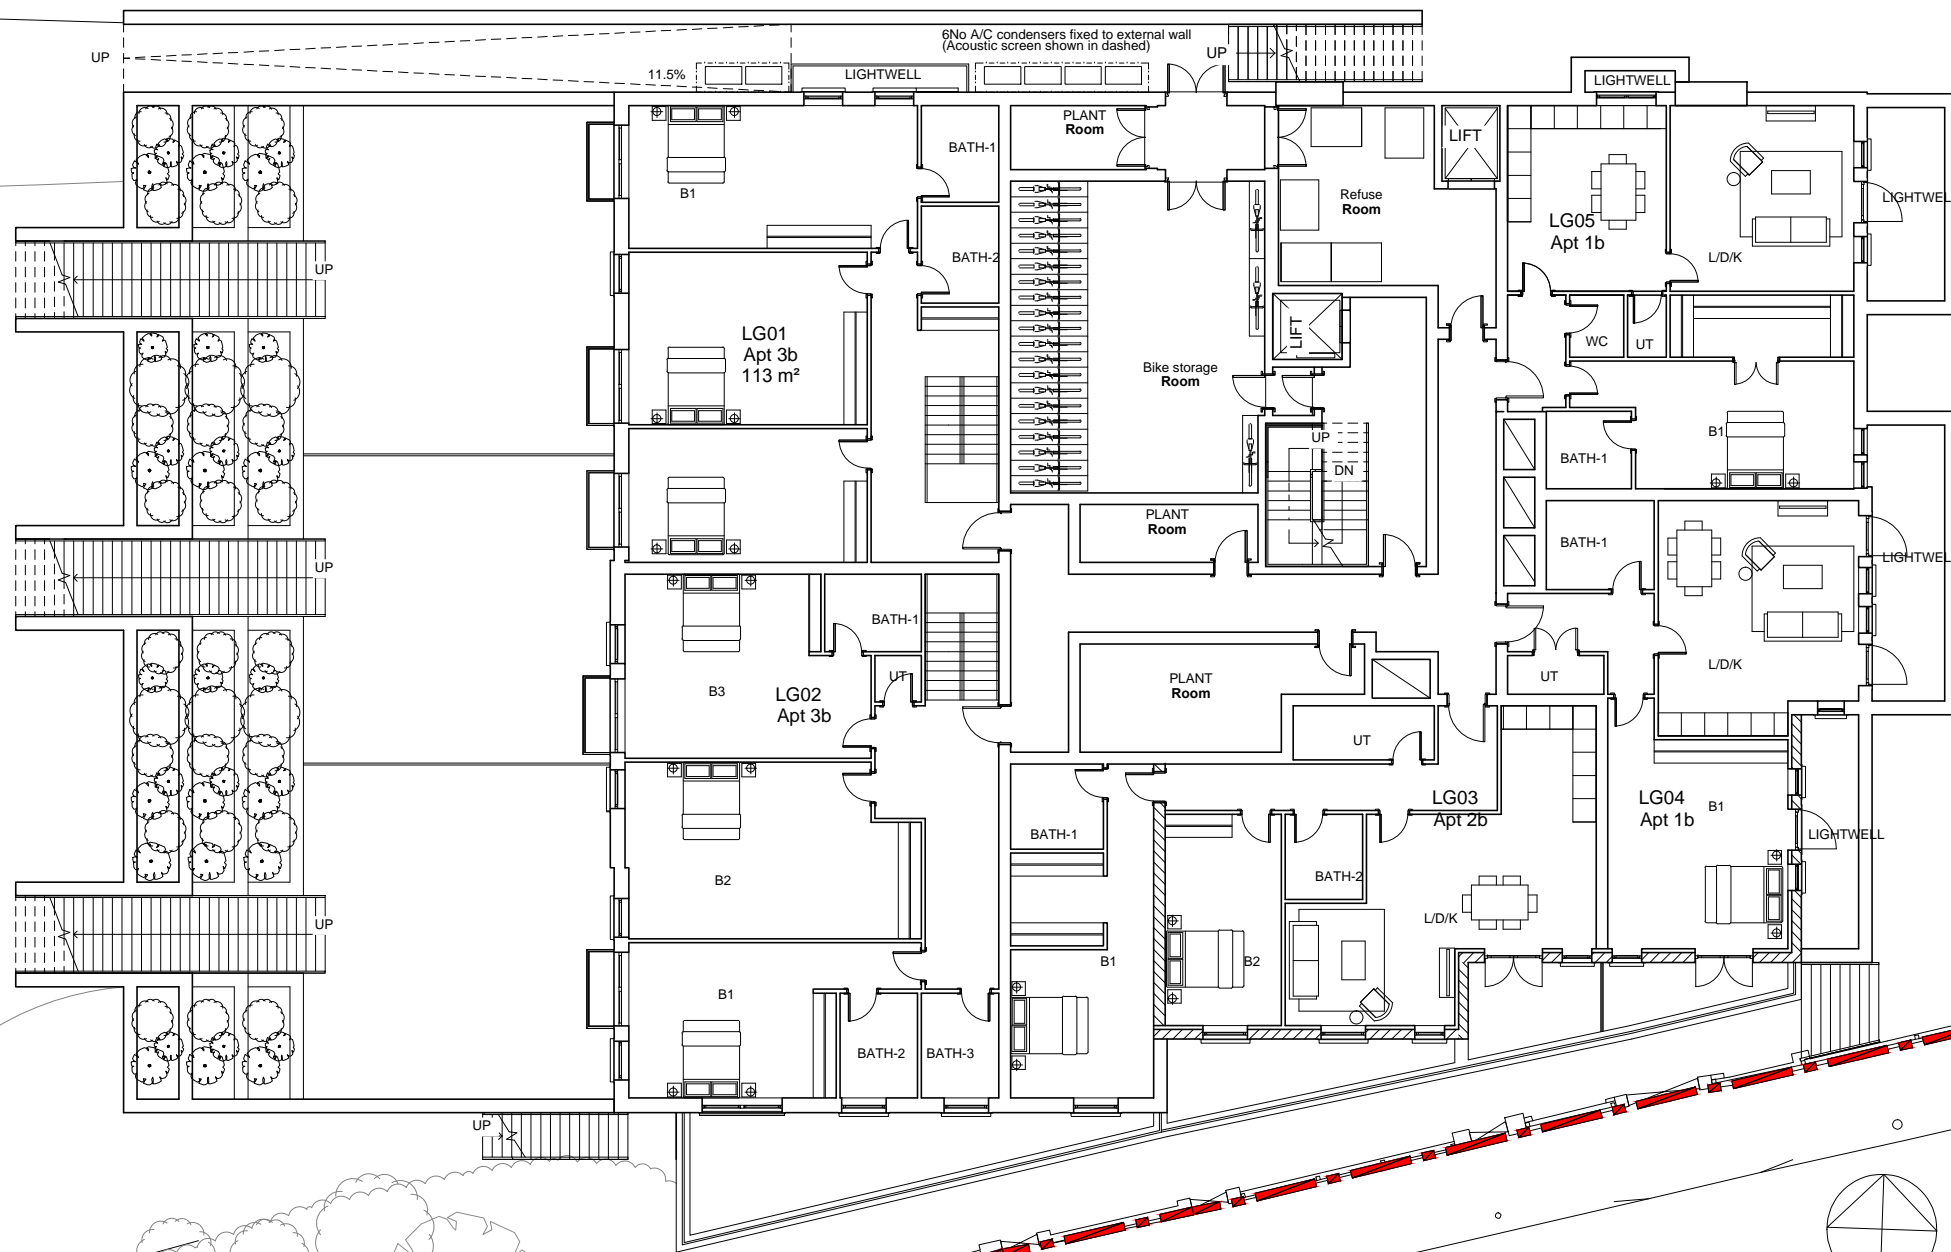 6No A/C condensers fixed to external wall
(Acoustic screen shown in dashed)
UP
UP
11.5%
LIGHTWELL
LIGHTWELL
PLANT
Room
LIFT
BATH-1
B1
Refuse
Room
LG05
Apt 1b
LIGHTWEL
L/D/K
BATH-2
UP
LG01
Apt 3b
113 m²
LIFT
WC
UT
Bike storage
Room
B1
UP
DN
BATH-1
PLANT
Room
BATH-1
LIGHTWEL
UP
BATH-1
L/D/K
UT
UT
PLANT
Room
B3
LG02
Apt 3b
UT
LG03
Apt 2b
LG04
Apt 1b
B1
BATH-1
LIGHTWELL
B2
BATH-2
L/D/K
UP
B1
B2
B1
BATH-2
BATH-3
UP